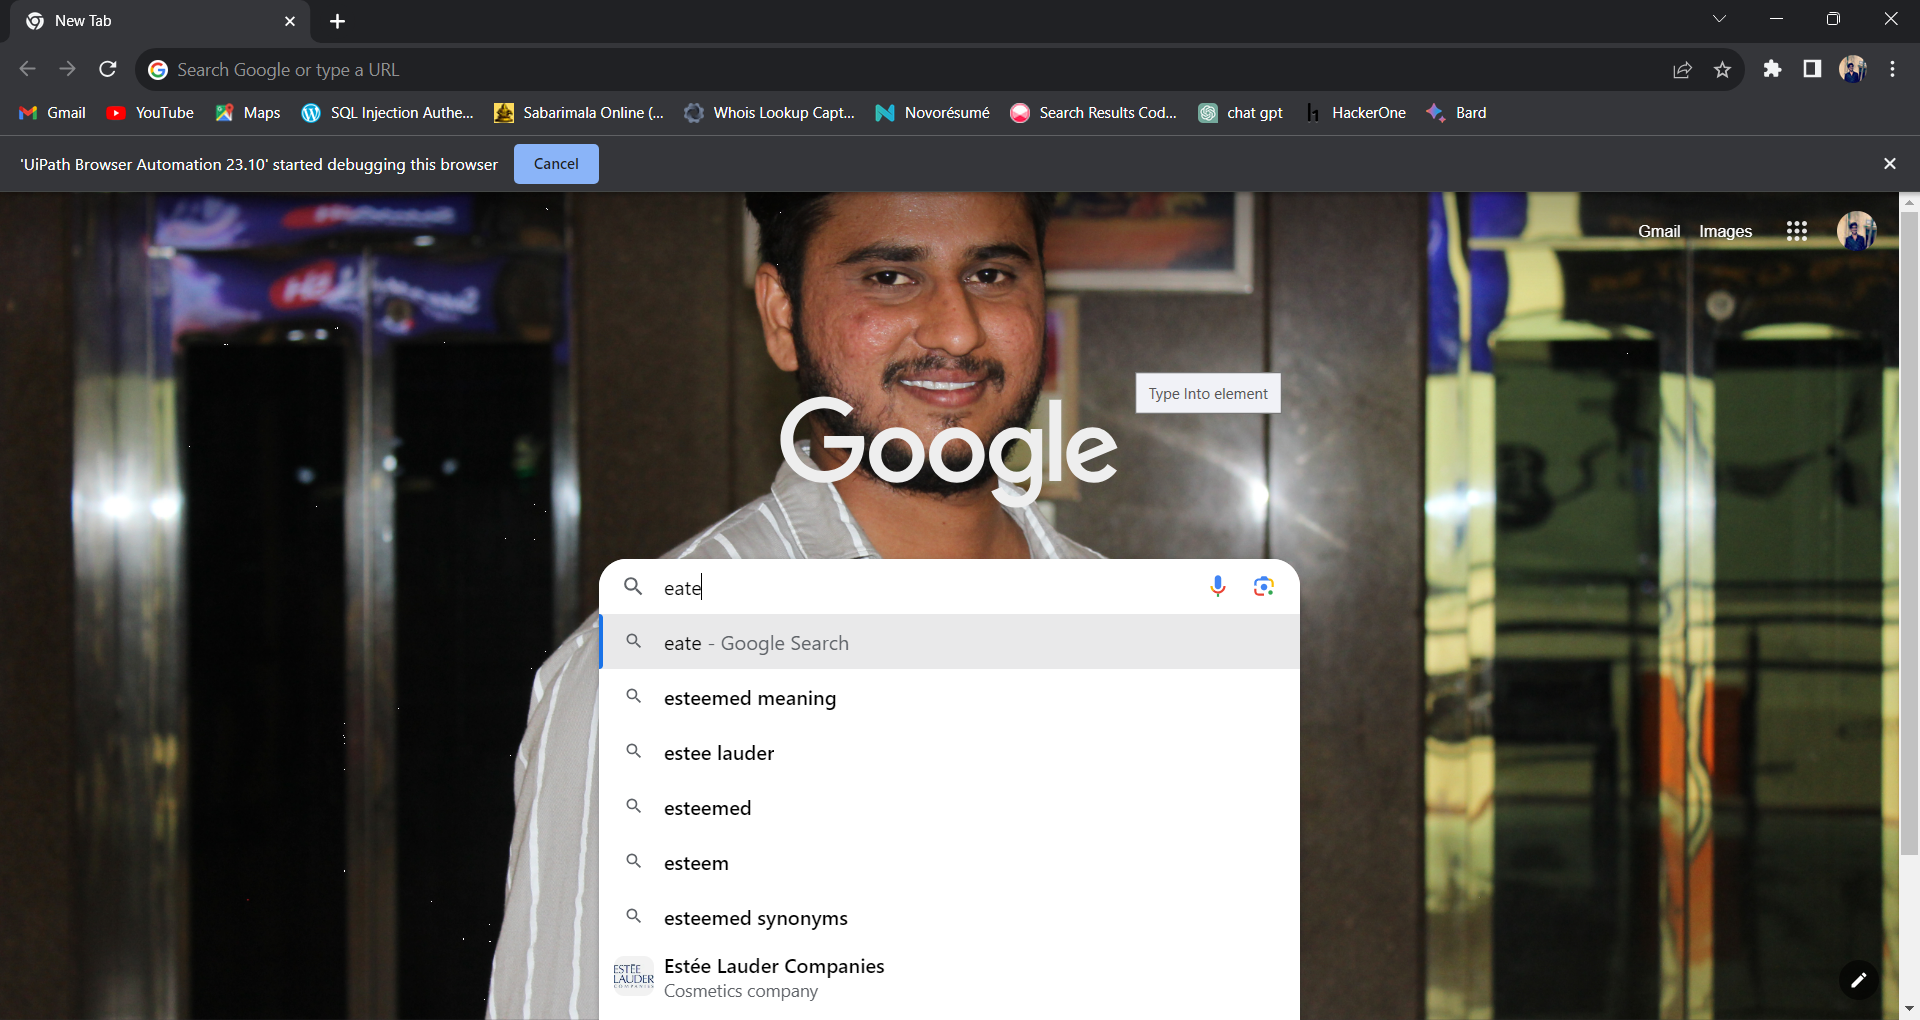 New Tab
Search Google or type a URL
Gmail YouTube Maps SQL Injection Authe... Sabarimala Online (... Whois Lookup Capt... Novorésumé Search Results Cod... chat gpt HackerOne Bard
'UiPath Browser Automation 23.10' started debugging this browser Cancel
Gmail Images
Type Into element
Google
eate
eate - Google Search
esteemed meaning
estee lauder
esteemed
esteem
esteemed synonyms
ESTĒE
LAUDER
COMPANIES
Estée Lauder Companies
Cosmetics company